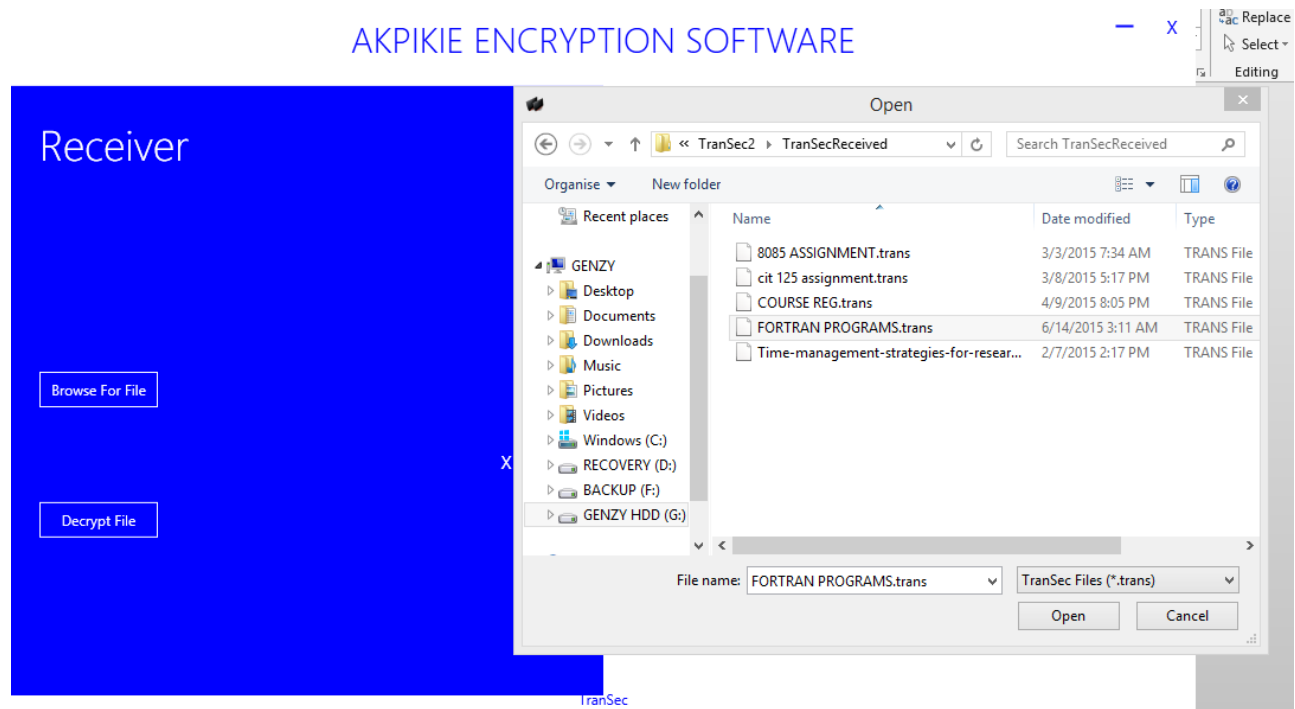 AKPIKIE ENCRYPTION SOFTWARE
– X
Replace
Select
Editing
Receiver
Browse For File
Decrypt File
X
Open
« TranSec2 TranSecReceived
Search TranSecReceived
Organise New folder
Recent places
GENZY
Desktop
Documents
Downloads
Music
Pictures
Videos
Windows (C:)
RECOVERY (D:)
BACKUP (F:)
GENZY HDD (G:)
Name Date modified Type
8085 ASSIGNMENT.trans 3/3/2015 7:34 AM TRANS File
cit 125 assignment.trans 3/8/2015 5:17 PM TRANS File
COURSE REG.trans 4/9/2015 8:05 PM TRANS File
FORTRAN PROGRAMS.trans 6/14/2015 3:11 AM TRANS File
Time-management-strategies-for-resear... 2/7/2015 2:17 PM TRANS File
File name: FORTRAN PROGRAMS.trans TranSec Files (*.trans)
Open Cancel
TranSec